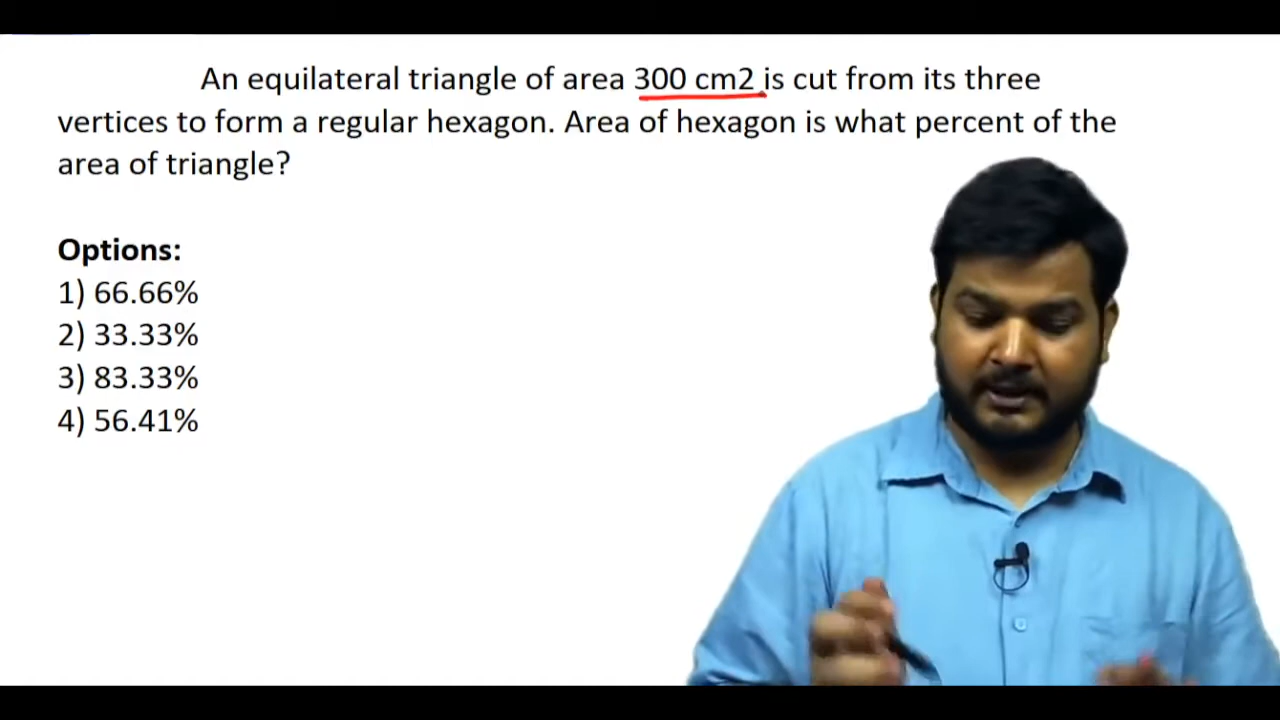 An equilateral triangle of area 300 cm2 is cut from its three
vertices to form a regular hexagon. Area of hexagon is what percent of the
area of triangle?
Options:
1) 66.66%
2) 33.33%
3) 83.33%
4) 56.41%